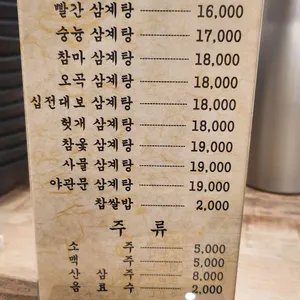 빨간 삼계탕 16,000
숭늉 삼계탕 17,000
참마 삼계탕 18,000
오곡 삼계탕 18,000
십전대보 삼계탕 18,000
헛개 삼계탕 18,000
참옻 삼계탕 19,000
사물 삼계탕 19,000
야관문 삼계탕 19,000
찹쌀밥 2,000
주 류
소 주 5,000
맥 주 5,000
산 삼 주 8,000
음 료 수 2,000